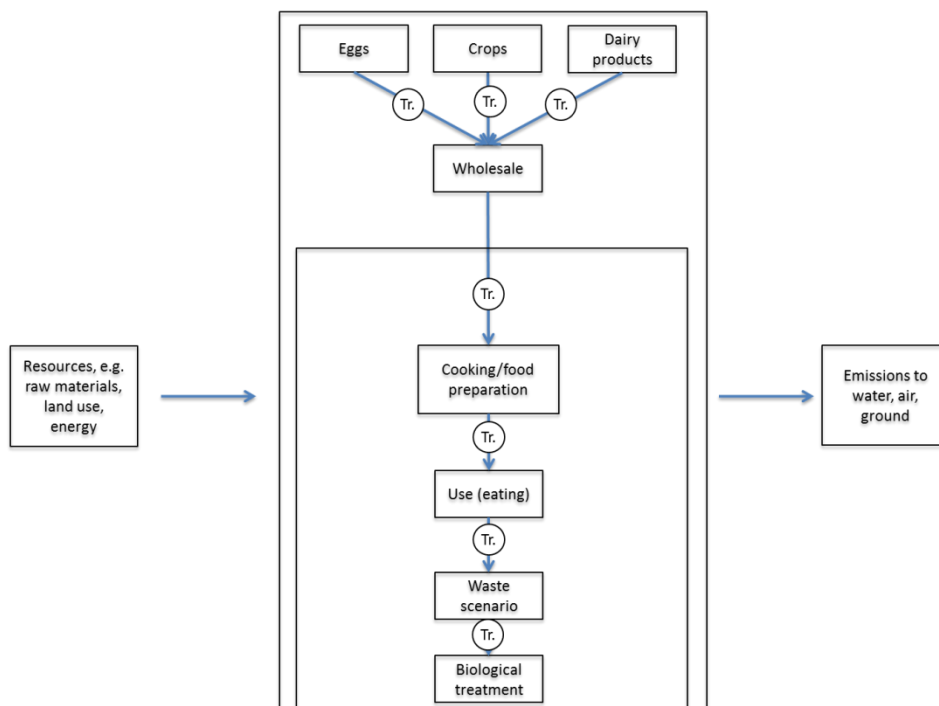 Eggs
Crops
Dairy
products
Tr.
Tr.
Tr.
Wholesale
Tr.
Resources, e.g.
raw materials,
land use,
energy
Cooking/food
preparation
Emissions to
water, air,
ground
Tr.
Use (eating)
Tr.
Waste
scenario
Tr.
Biological
treatment